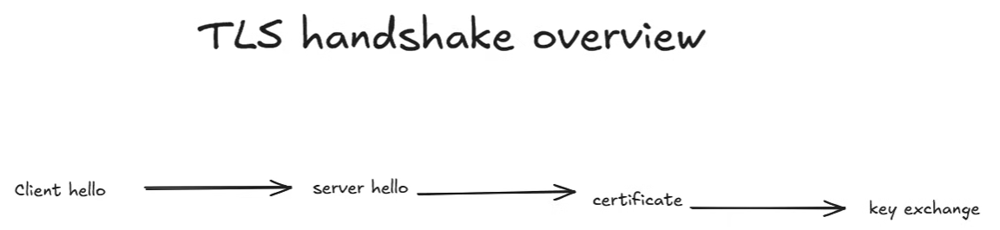 TLS handshake overview
Client hello
server hello
certificate
key exchange